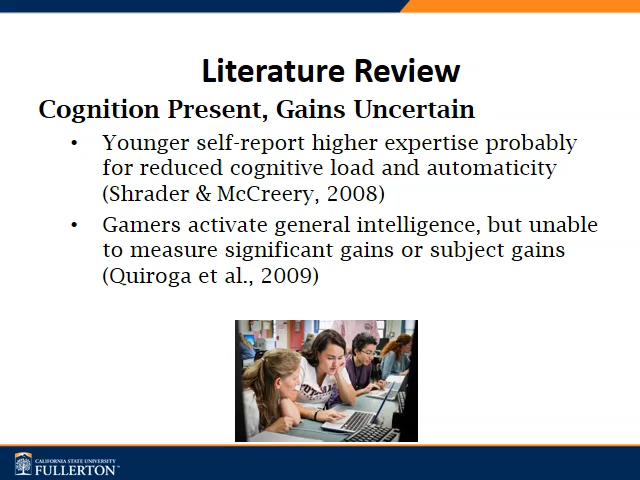 Literature Review
Cognition Present, Gains Uncertain
• Younger self-report higher expertise probably
for reduced cognitive load and automaticity
(Shrader & McCreery, 2008)
• Gamers activate general intelligence, but unable
to measure significant gains or subject gains
(Quiroga et al., 2009)
CALIFORNIA STATE UNIVERSITY
FULLERTON™